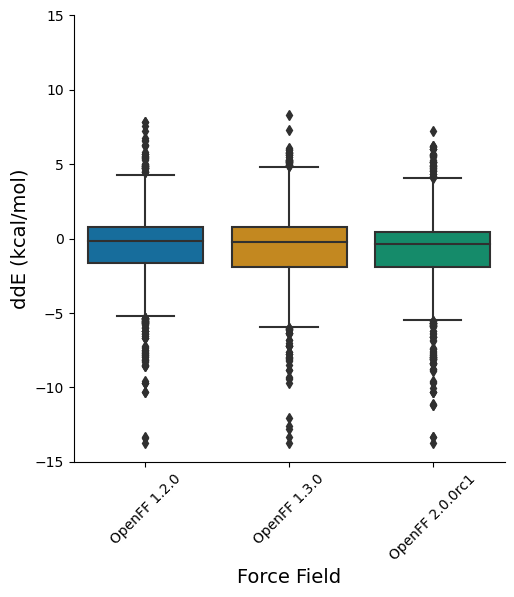 ddE (kcal/mol)
15
10
5
0
−5
−10
−15
OpenFF 1.2.0
OpenFF 1.3.0
OpenFF 2.0.0rc1
Force Field